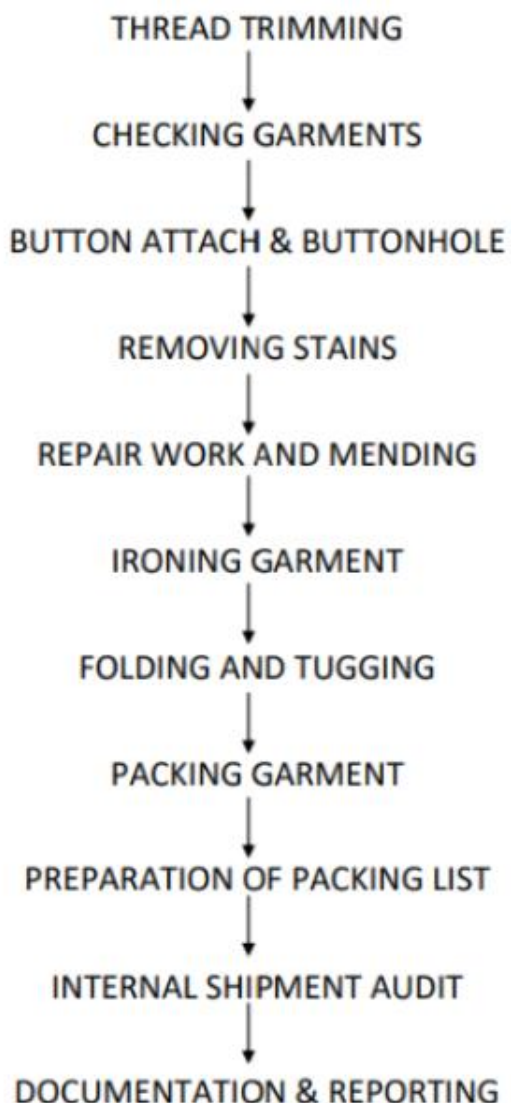 THREAD TRIMMING
CHECKING GARMENTS
BUTTON ATTACH & BUTTONHOLE
REMOVING STAINS
REPAIR WORK AND MENDING
IRONING GARMENT
FOLDING AND TUGGING
PACKING GARMENT
PREPARATION OF PACKING LIST
INTERNAL SHIPMENT AUDIT
DOCUMENTATION & REPORTING